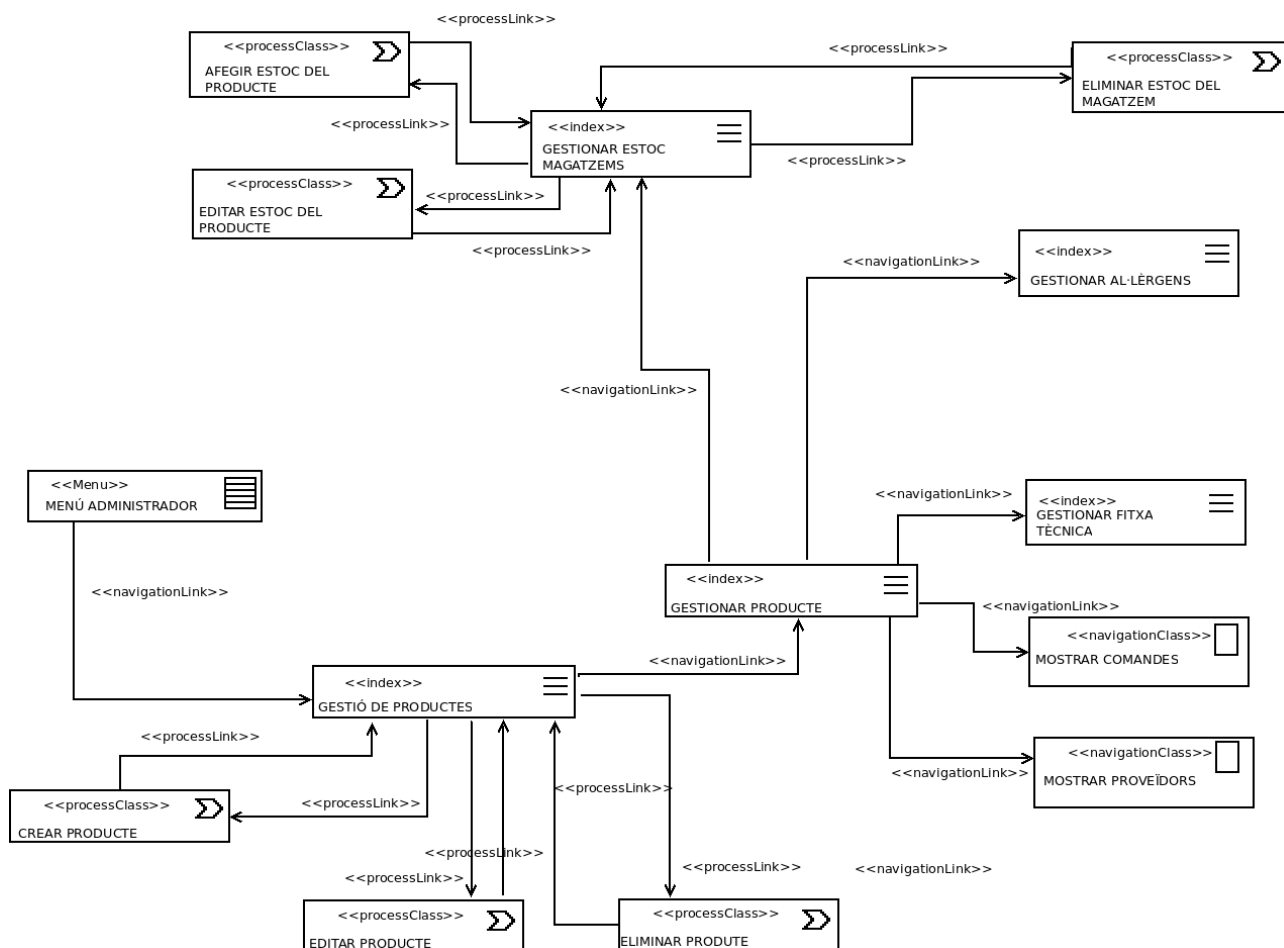 <<processLink>>
<<processClass>>
AFEGIR ESTOC DEL
PRODUCTE
<<processLink>>
<<processClass>>
ELIMINAR ESTOC DEL
MAGATZEM
<<processLink>>
<<index>>
GESTIONAR ESTOC
MAGATZEMS
<<processLink>>
<<processClass>>
EDITAR ESTOC DEL
PRODUCTE
<<processLink>>
<<processLink>>
<<navigationLink>>
<<index>>
GESTIONAR AL·LÈRGENS
<<navigationLink>>
<<Menu>>
MENÚ ADMINISTRADOR
<<navigationLink>>
<<index>>
GESTIONAR FITXA
TÈCNICA
<<navigationLink>>
<<index>>
GESTIONAR PRODUCTE
<<navigationLink>>
<<navigationClass>>
MOSTRAR COMANDES
<<navigationLink>>
<<index>>
GESTIÓ DE PRODUCTES
<<processLink>>
<<navigationClass>>
MOSTRAR PROVEÏDORS
<<navigationLink>>
<<processLink>>
<<processClass>>
CREAR PRODUCTE
<<processLink>>
<<processLink>>
<<processLink>>
<<processLink>>
<<navigationLink>>
<<processClass>>
EDITAR PRODUCTE
<<processClass>>
ELIMINAR PRODUTE